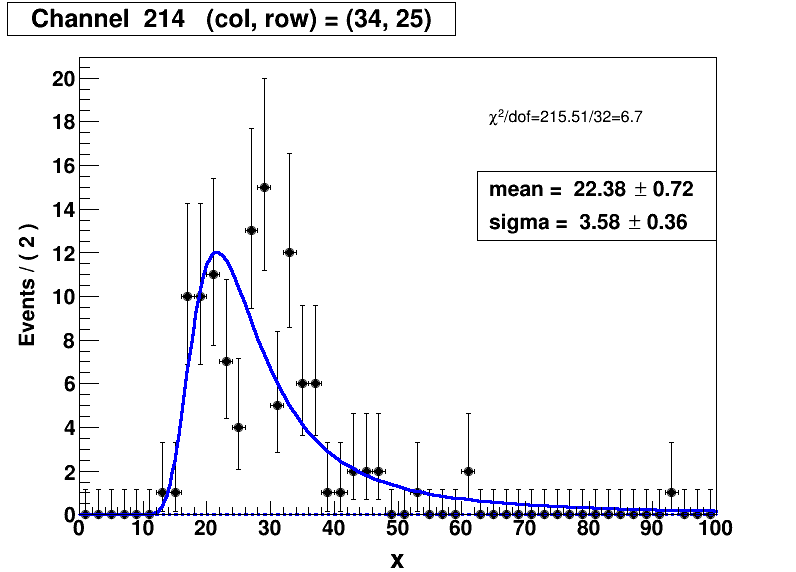 Channel 214 (col, row) = (34, 25)
χ²/dof=215.51/32=6.7
mean = 22.38 ± 0.72
sigma = 3.58 ± 0.36
Events / ( 2 )
20
18
16
14
12
10
8
6
4
2
0
0 10 20 30 40 50 60 70 80 90 100
x